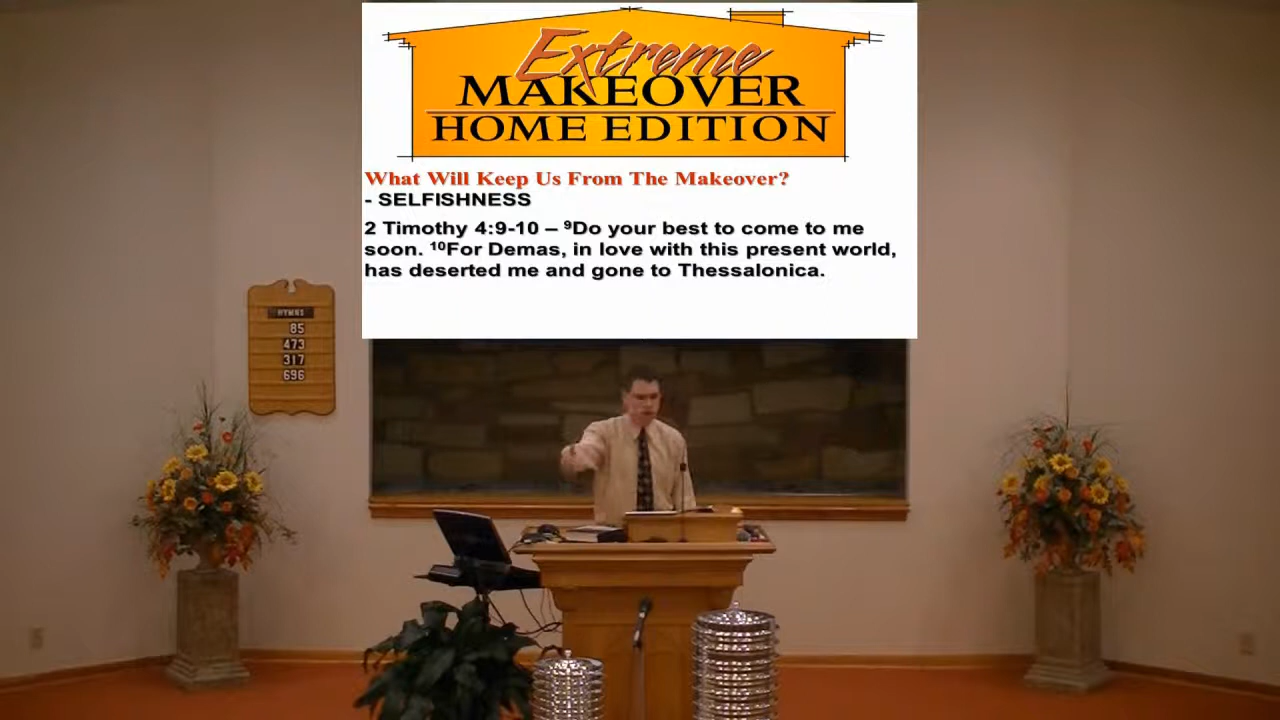 Extreme
MAKEOVER
HOME EDITION
What Will Keep Us From The Makeover?
- SELFISHNESS
2 Timothy 4:9-10 – ⁹Do your best to come to me
soon. ¹⁰For Demas, in love with this present world,
has deserted me and gone to Thessalonica.
HYMNS
85
473
317
696